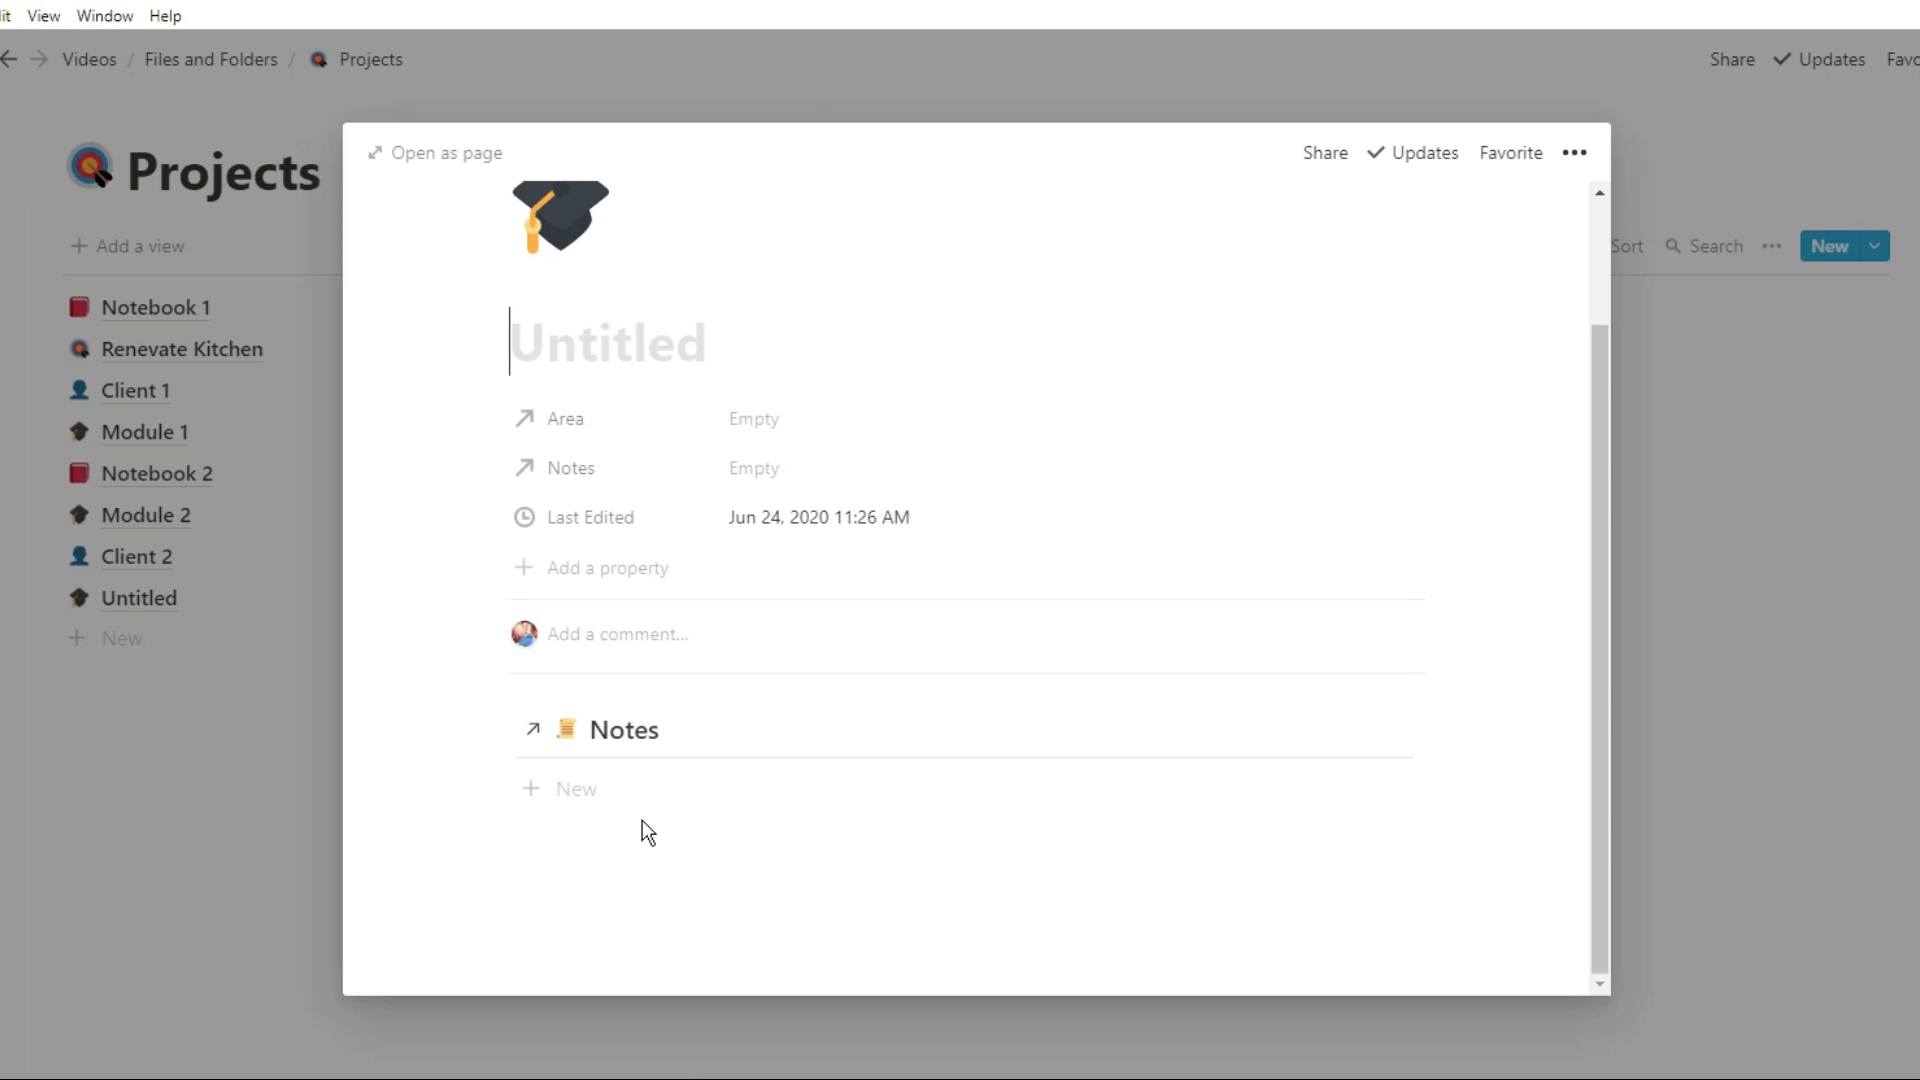 it View Window Help
Videos / Files and Folders / Projects
Share Updates Favo
Open as page
Share Updates Favorite
Projects
Add a view
Sort Search New
Untitled
Notebook 1
Renevate Kitchen
Client 1
Module 1
Notebook 2
Module 2
Client 2
Untitled
New
Area Empty
Notes Empty
Last Edited Jun 24, 2020 11:26 AM
Add a property
Add a comment...
Notes
New